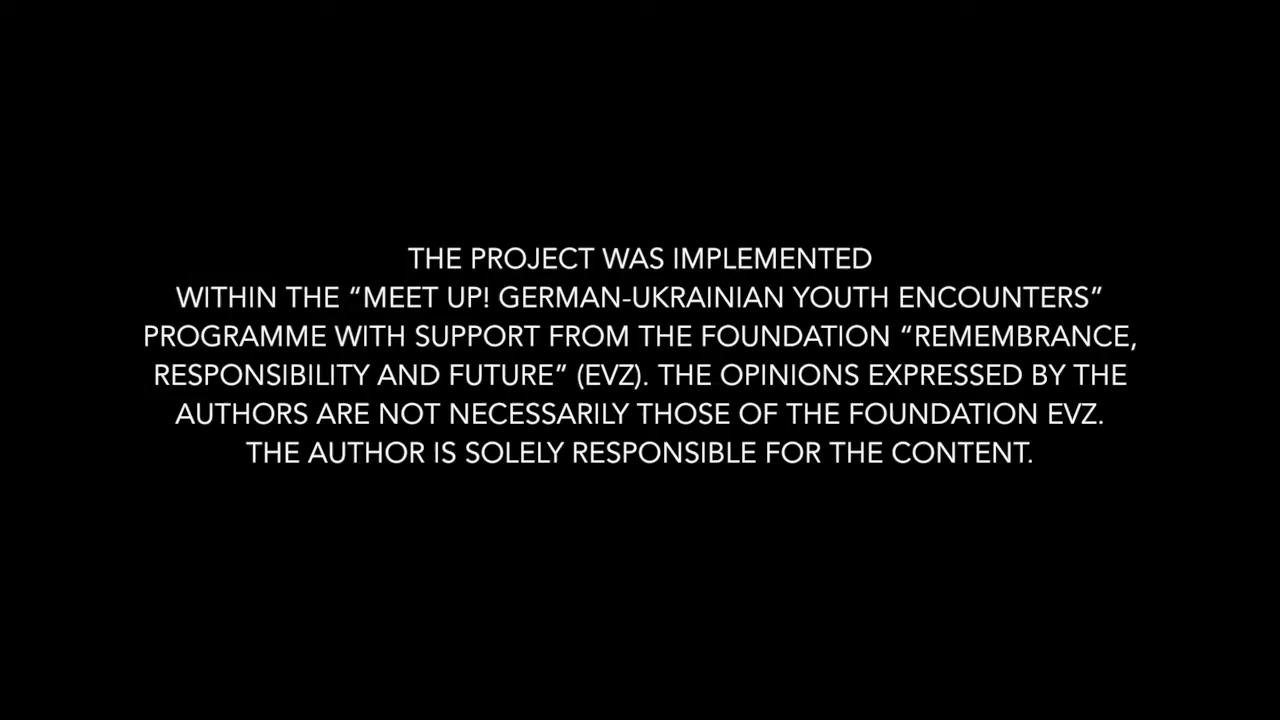 THE PROJECT WAS IMPLEMENTED
WITHIN THE “MEET UP! GERMAN-UKRAINIAN YOUTH ENCOUNTERS”
PROGRAMME WITH SUPPORT FROM THE FOUNDATION “REMEMBRANCE,
RESPONSIBILITY AND FUTURE” (EVZ). THE OPINIONS EXPRESSED BY THE
AUTHORS ARE NOT NECESSARILY THOSE OF THE FOUNDATION EVZ.
THE AUTHOR IS SOLELY RESPONSIBLE FOR THE CONTENT.